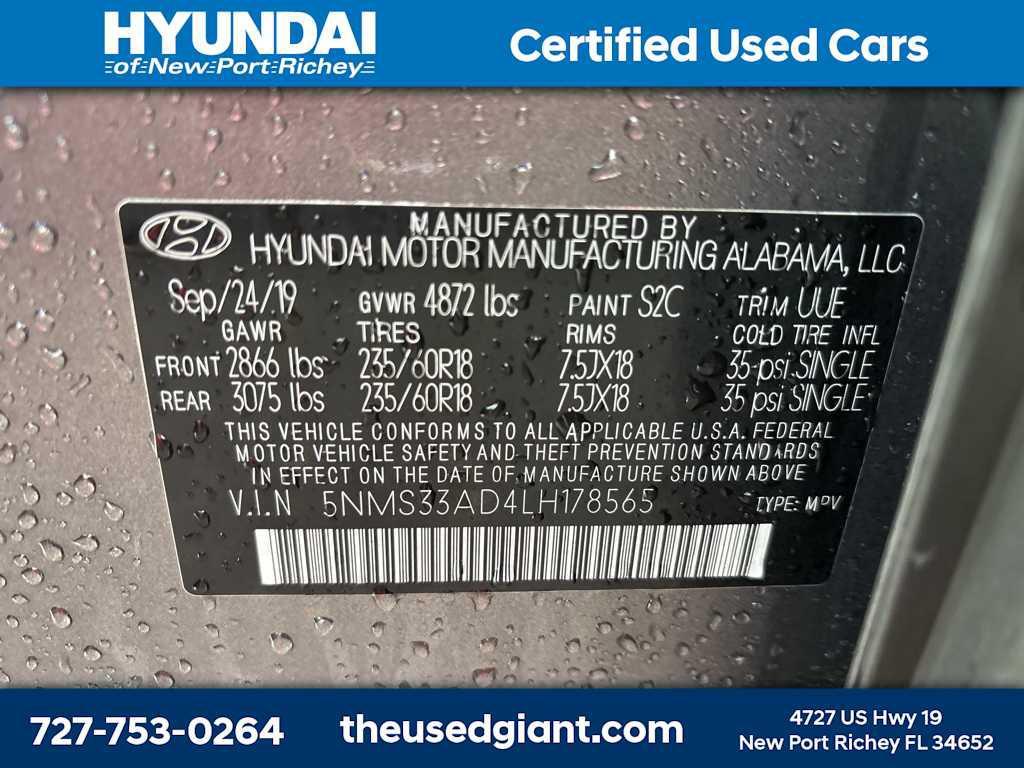 HYUNDAI
of New Port Richey
Certified Used Cars
MANUFACTURED BY
HYUNDAI MOTOR MANUFACTURING ALABAMA, LLC
Sep/24/19 GVWR 4872 lbs PAINT S2C TRIM UUE
GAWR TIRES RIMS COLD TIRE INFL
FRONT 2866 lbs 235/60R18 7.5JX18 35 psi SINGLE
REAR 3075 lbs 235/60R18 7.5JX18 35 psi SINGLE
THIS VEHICLE CONFORMS TO ALL APPLICABLE U.S.A. FEDERAL
MOTOR VEHICLE SAFETY AND THEFT PREVENTION STANDARDS
IN EFFECT ON THE DATE OF MANUFACTURE SHOWN ABOVE
V.I.N 5NMS33AD4LH178565 TYPE: MPV
727-753-0264
theusedgiant.com
4727 US Hwy 19
New Port Richey FL 34652